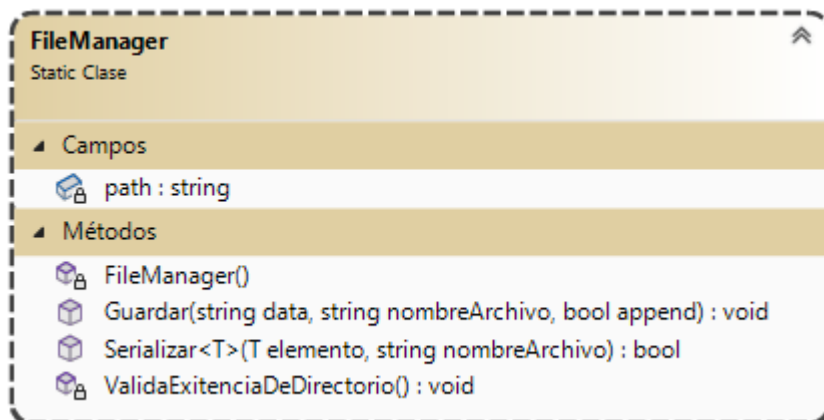 FileManager
Static Clase
Campos
path : string
Métodos
FileManager()
Guardar(string data, string nombreArchivo, bool append) : void
Serializar<T>(T elemento, string nombreArchivo) : bool
ValidaExitenciaDeDirectorio() : void